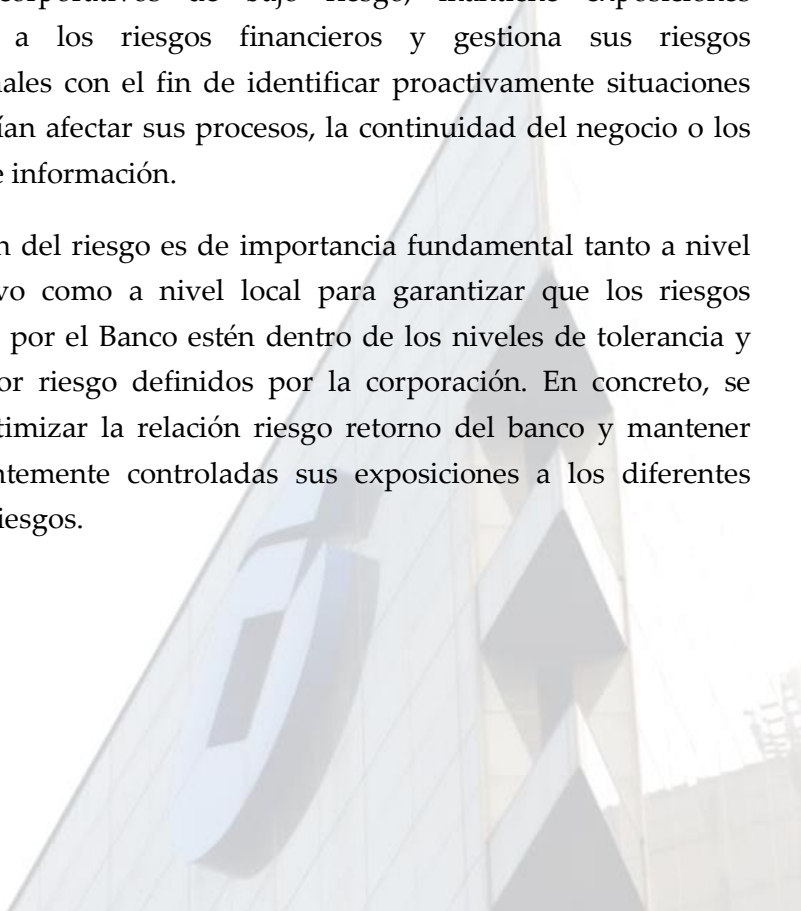 corporativos de bajo riesgo, mantiene exposiciones
a los riesgos financieros y gestiona sus riesgos
ales con el fin de identificar proactivamente situaciones
ían afectar sus procesos, la continuidad del negocio o los
e información.
n del riesgo es de importancia fundamental tanto a nivel
vo como a nivel local para garantizar que los riesgos
por el Banco estén dentro de los niveles de tolerancia y
or riesgo definidos por la corporación. En concreto, se
timizar la relación riesgo retorno del banco y mantener
ntemente controladas sus exposiciones a los diferentes
iesgos.